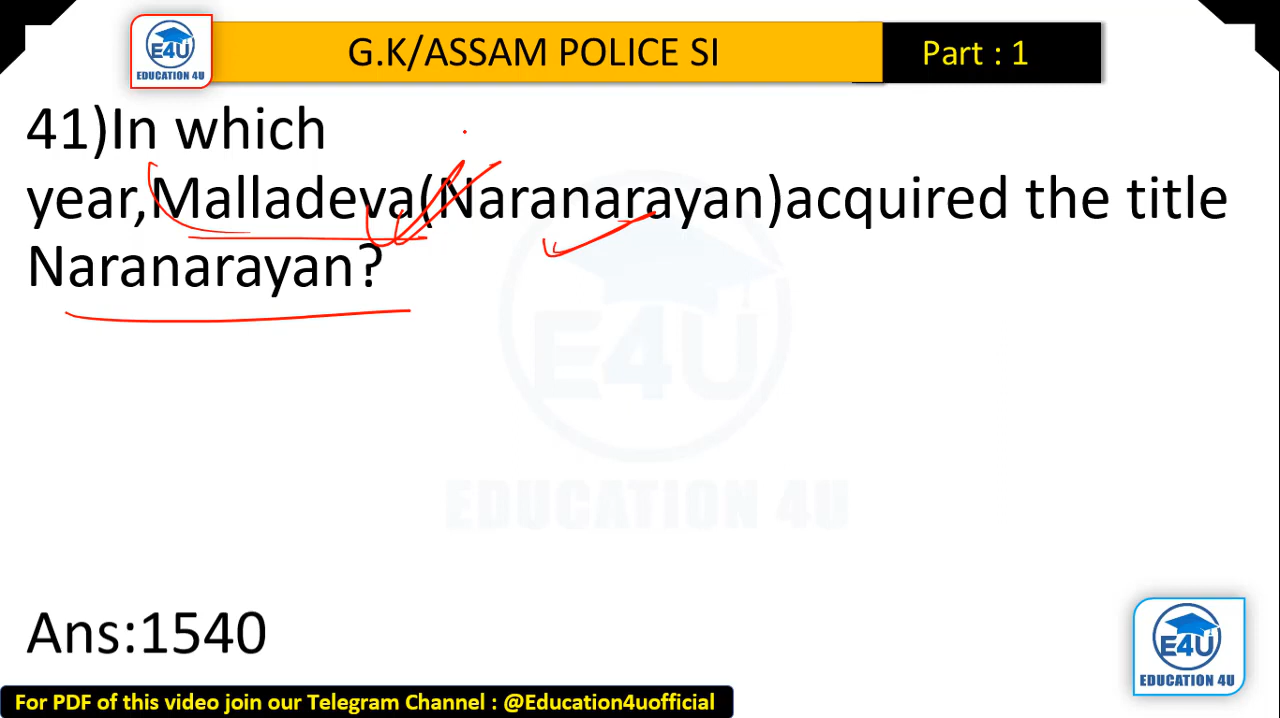 E4U
EDUCATION 4U
G.K/ASSAM POLICE SI
Part : 1
41)In which
year,Malladeva(Naranarayan)acquired the title
Naranarayan?
E4U
EDUCATION 4U
Ans:1540
E4U
EDUCATION 4U
For PDF of this video join our Telegram Channel : @Education4uofficial